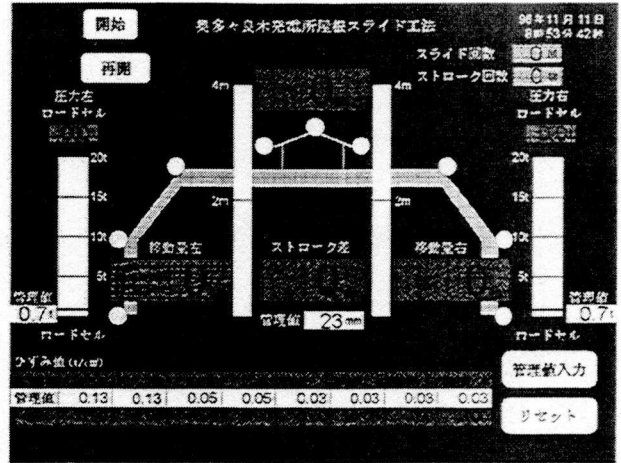 開始
奥多々良木発電所屋根スライド工法
96年11月11日
8時53分42秒
再開
スライド回数 0回
ストローク回数 0回
圧力左
ロードセル
圧力右
ロードセル
4m
4m
20t
20t
15t
15t
2m
2m
10t
10t
移動量左
ストローク差
移動量右
5t
5t
管理値
0.7t
管理値 23mm
管理値
0.7t
ロードセル
ロードセル
ひずみ値(t/c㎡)
管理値入力
管理値 0.13 0.13 0.05 0.05 0.03 0.03 0.03 0.03
リセット